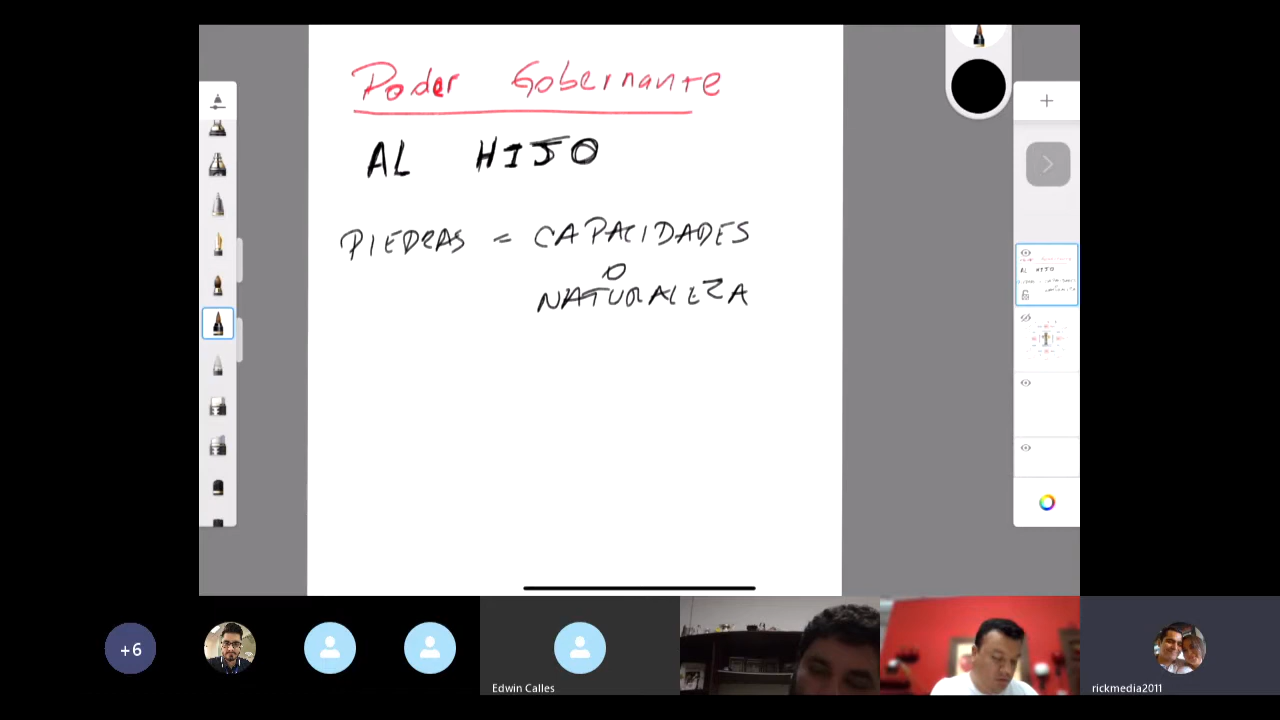 Poder Gobernante
AL HIJO
PIEDRAS = CAPACIDADES
O
NATURALEZA
+6
Edwin Calles
rickmedia2011